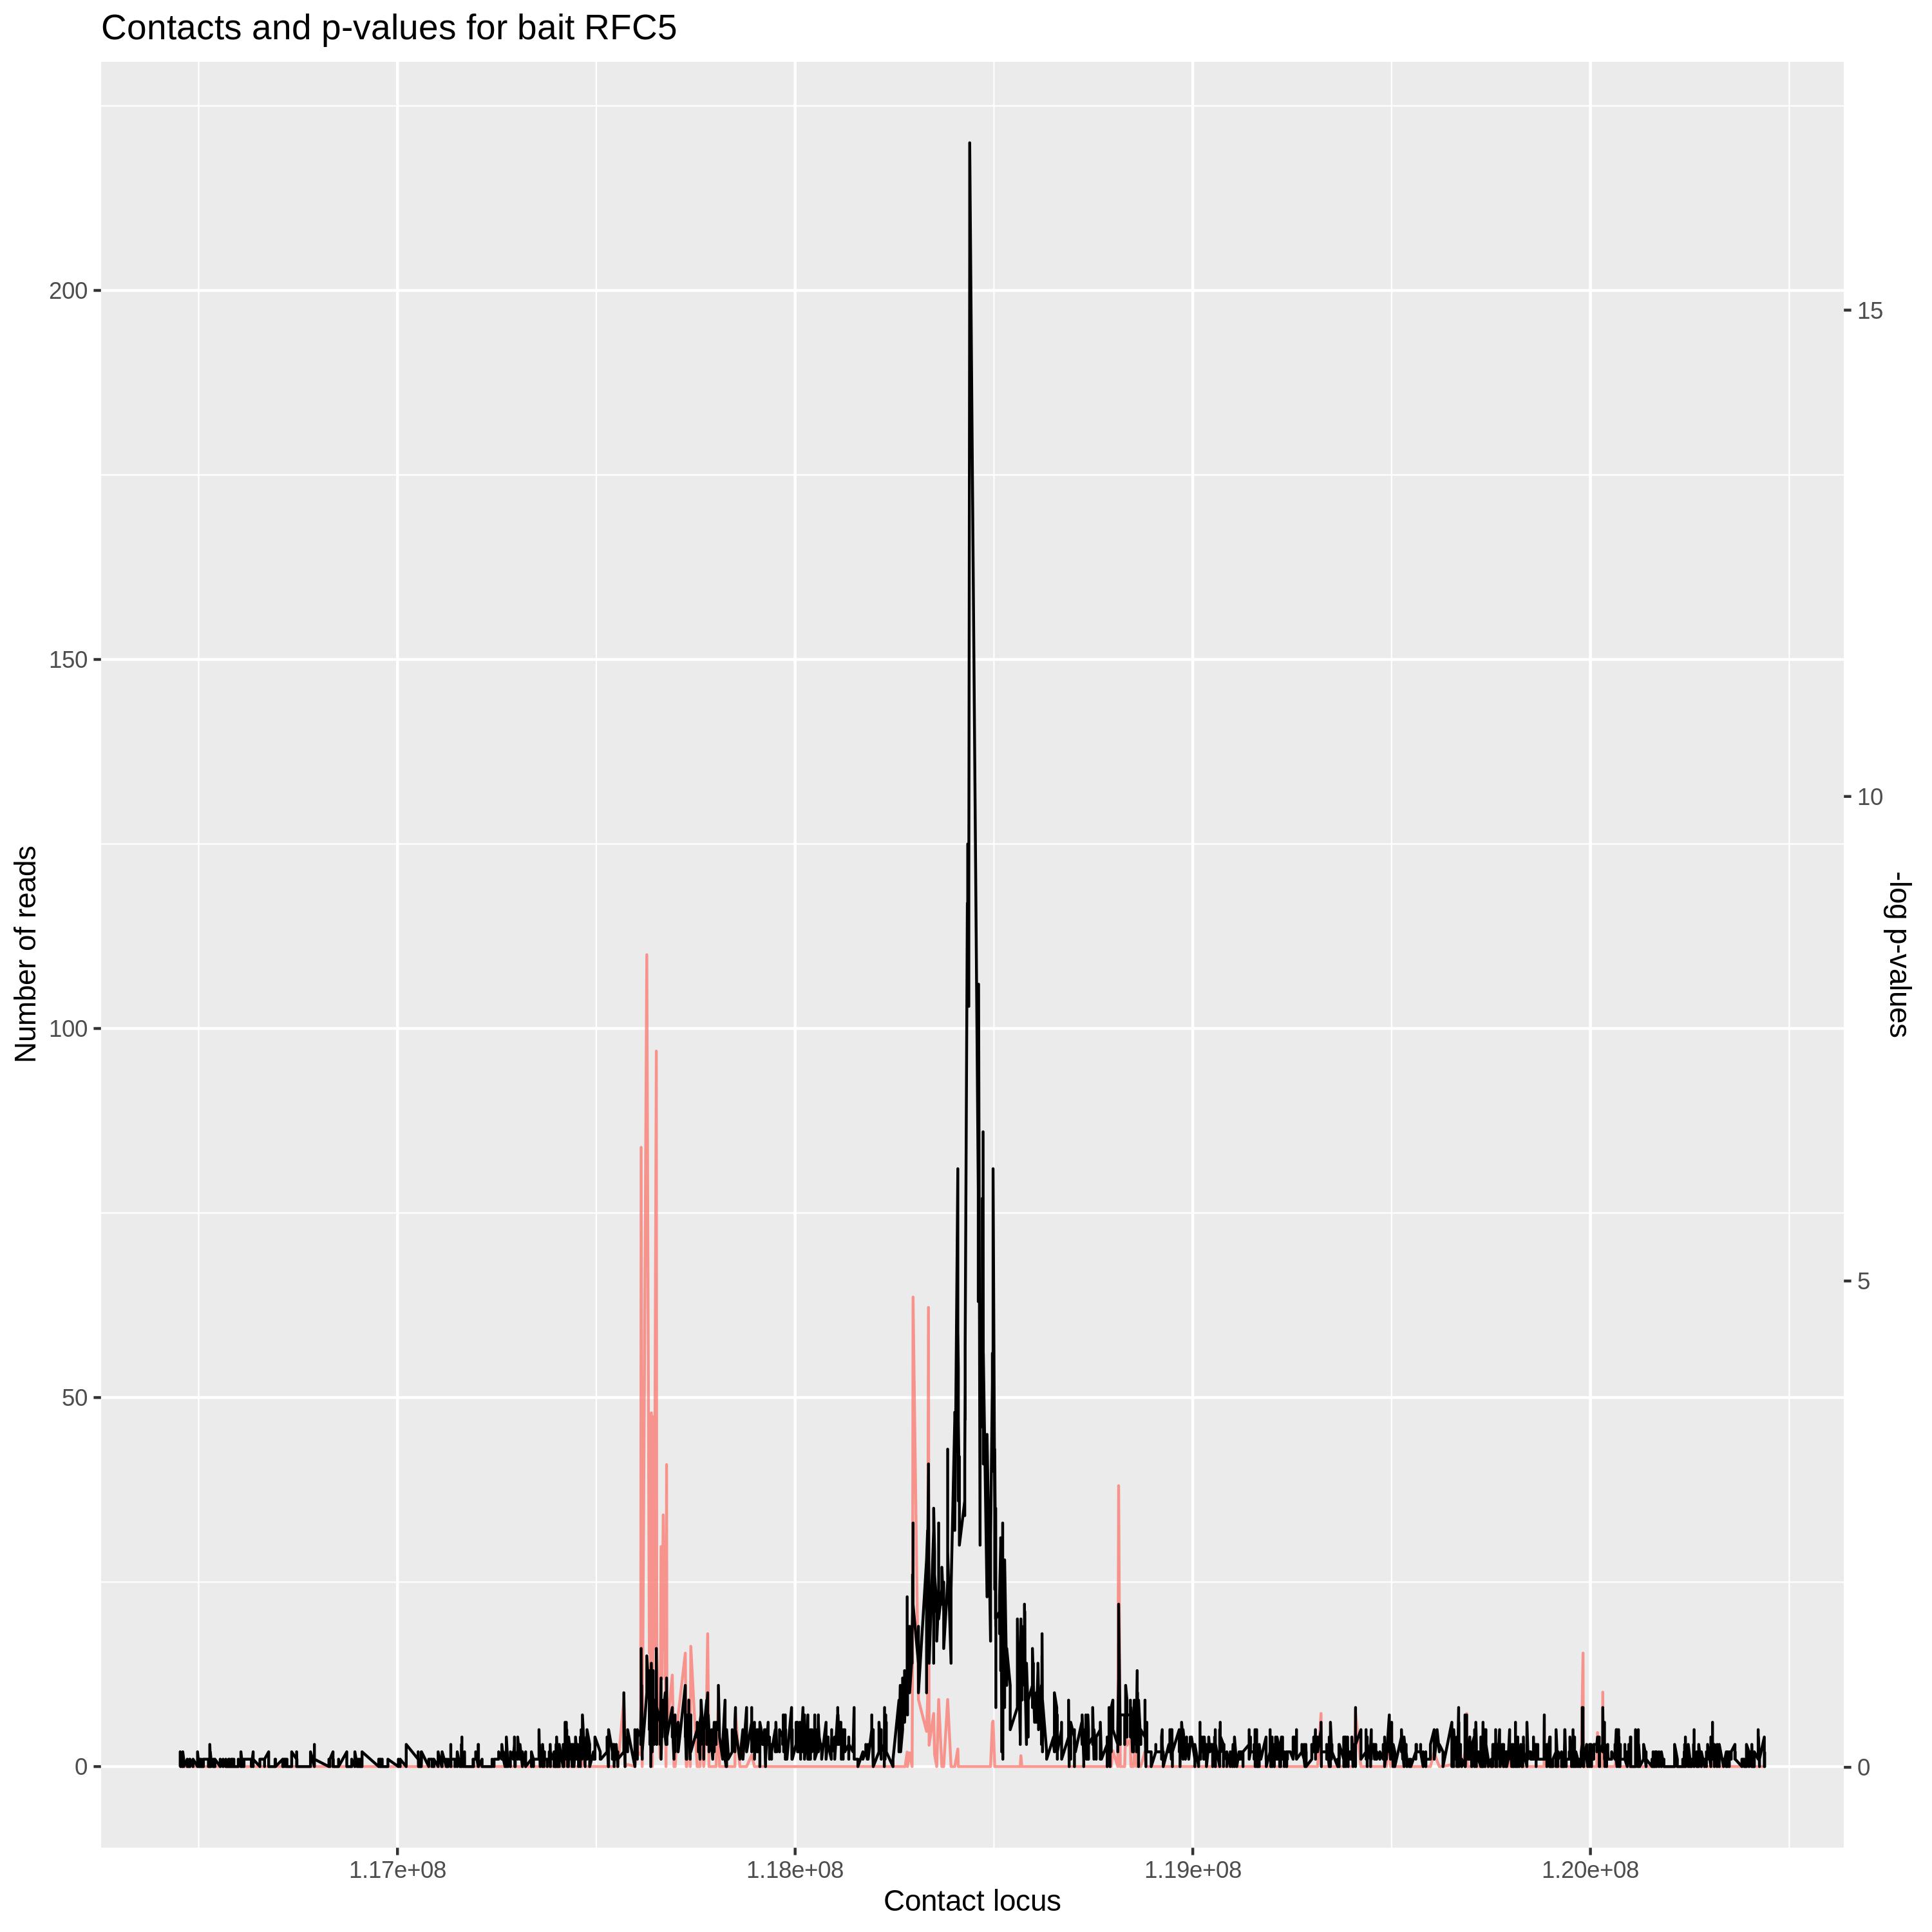 Contacts and p-values for bait RFC5
Number of reads
200
150
100
50
0
15
10
5
0
-log p-values
1.17e+08
1.18e+08
1.19e+08
1.20e+08
Contact locus